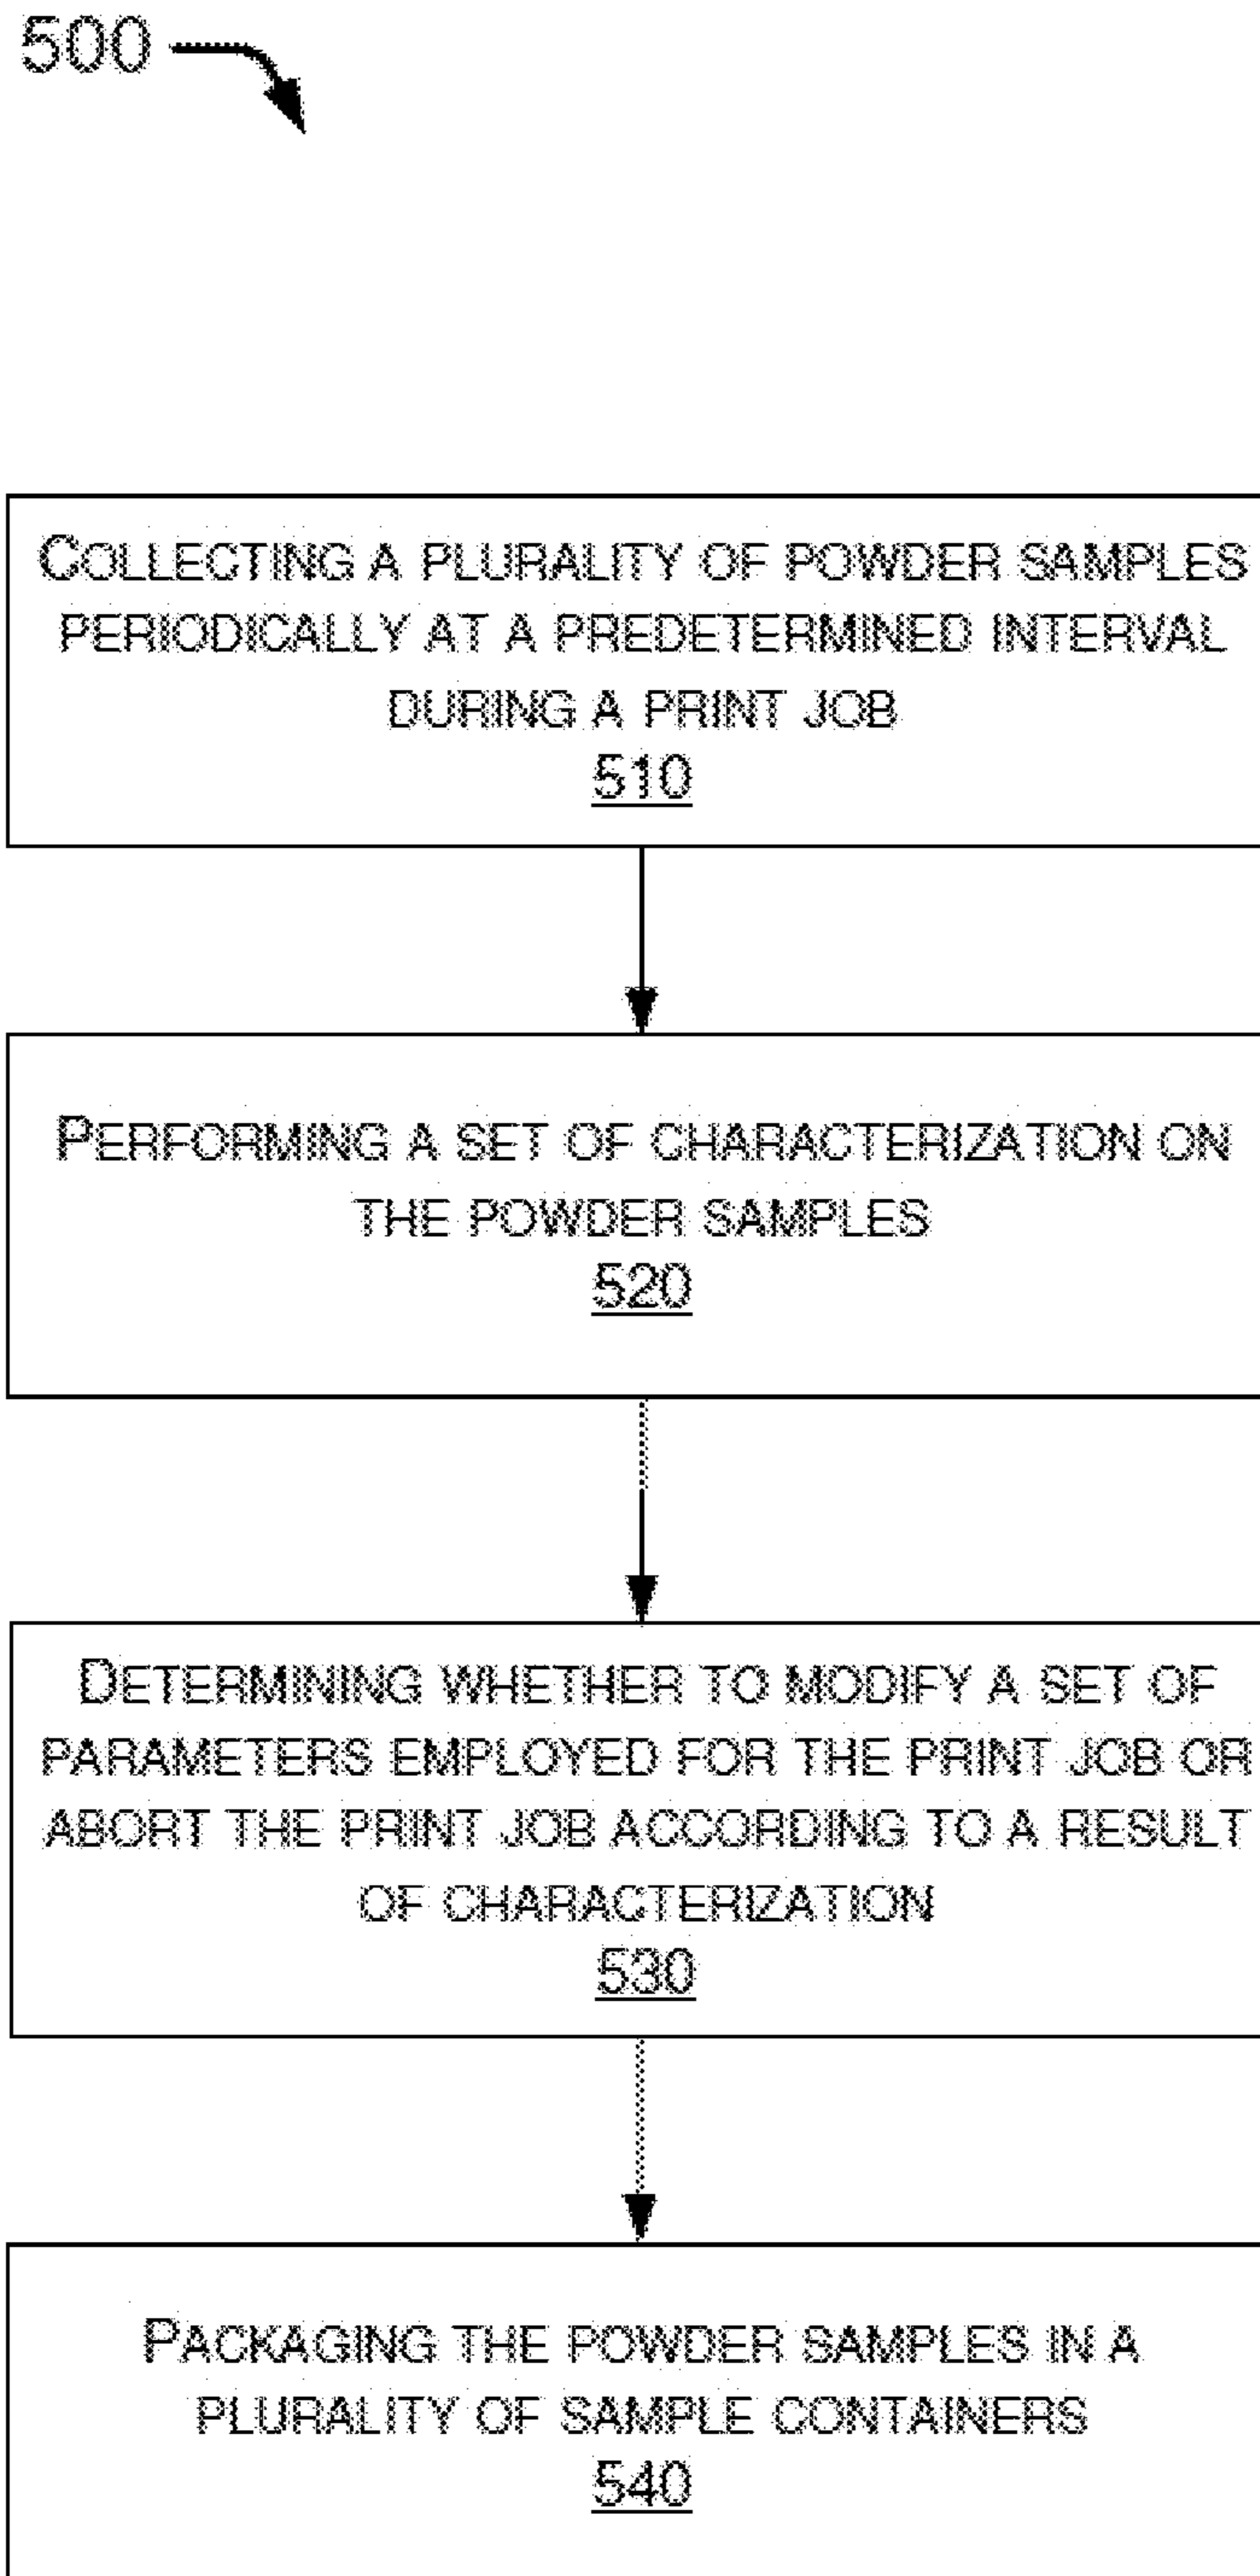 500
COLLECTING A PLURALITY OF POWDER SAMPLES
PERIODICALLY AT A PREDETERMINED INTERVAL
DURING A PRINT JOB
510
PERFORMING A SET OF CHARACTERIZATION ON
THE POWDER SAMPLES
520
DETERMINING WHETHER TO MODIFY A SET OF
PARAMETERS EMPLOYED FOR THE PRINT JOB OR
ABORT THE PRINT JOB ACCORDING TO A RESULT
OF CHARACTERIZATION
530
PACKAGING THE POWDER SAMPLES IN A
PLURALITY OF SAMPLE CONTAINERS
540